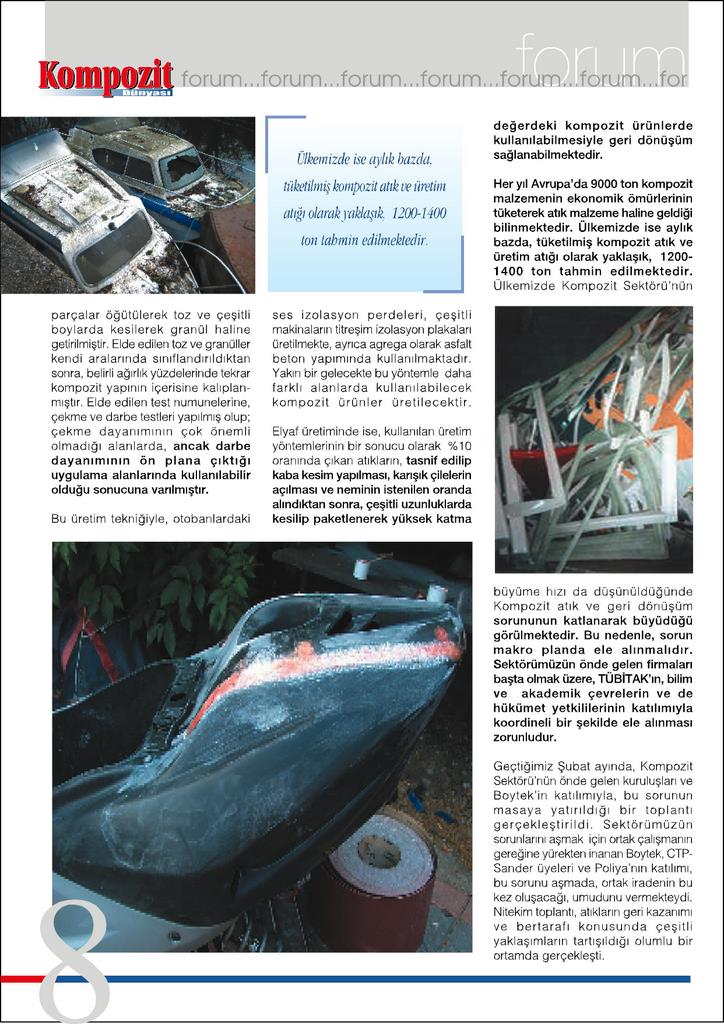 forum
Kompozit
Dünyası
forum...forum...forum...forum...forum...forum...for
Ülkemizde ise aylık bazda,
tüketilmiş kompozit atık ve üretim
atığı olarak yaklaşık, 1200-1400
ton tahmin edilmektedir.
parçalar öğütülerek toz ve çeşitli
boylarda kesilerek granül haline
getirilmiştir. Elde edilen toz ve granüller
kendi aralarında sınıflandırıldıktan
sonra, belirli ağırlık yüzdelerinde tekrar
kompozit yapının içerisine kalıplan-
mıştır. Elde edilen test numunelerine,
çekme ve darbe testleri yapılmış olup;
çekme dayanımının çok önemli
olmadığı alanlarda, ancak darbe
dayanımının ön plana çıktığı
uygulama alanlarında kullanılabilir
olduğu sonucuna varılmıştır.
Bu üretim tekniğiyle, otobanlardaki
ses izolasyon perdeleri, çeşitli
makinaların titreşim izolasyon plakaları
üretilmekte, ayrıca agrega olarak asfalt
beton yapımında kullanılmaktadır.
Yakın bir gelecekte bu yöntemle daha
farklı alanlarda kullanılabilecek
kompozit ürünler üretilecektir.
Elyaf üretiminde ise, kullanılan üretim
yöntemlerinin bir sonucu olarak %10
oranında çıkan atıkların, tasnif edilip
kaba kesim yapılması, karışık çilelerin
açılması ve neminin istenilen oranda
alındıktan sonra, çeşitli uzunluklarda
kesilip paketlenerek yüksek katma
değerdeki kompozit ürünlerde
kullanılabilmesiyle geri dönüşüm
sağlanabilmektedir.
Her yıl Avrupa'da 9000 ton kompozit
malzemenin ekonomik ömürlerinin
tüketerek atık malzeme haline geldiği
bilinmektedir. Ülkemizde ise aylık
bazda, tüketilmiş kompozit atık ve
üretim atığı olarak yaklaşık, 1200-
1400 ton tahmin edilmektedir.
Ülkemizde Kompozit Sektörü'nün
büyüme hızı da düşünüldüğünde
Kompozit atık ve geri dönüşüm
sorununun katlanarak büyüdüğü
görülmektedir. Bu nedenle, sorun
makro planda ele alınmalıdır.
Sektörümüzün önde gelen firmaları
başta olmak üzere, TÜBİTAK'ın, bilim
ve akademik çevrelerin ve de
hükümet yetkililerinin katılımıyla
koordineli bir şekilde ele alınması
zorunludur.
Geçtiğimiz Şubat ayında, Kompozit
Sektörü'nün önde gelen kuruluşları ve
Boytek'in katılımıyla, bu sorunun
masaya yatırıldığı bir toplantı
gerçekleştirildi. Sektörümüzün
sorunlarını aşmak için ortak çalışmanın
gereğine yürekten inanan Boytek, CTP-
Sander üyeleri ve Poliya'nın katılımı,
bu sorunu aşmada, ortak iradenin bu
kez oluşacağı, umudunu vermekteydi.
Nitekim toplantı, atıkların geri kazanımı
ve bertarafı konusunda çeşitli
yaklaşımların tartışıldığı olumlu bir
ortamda gerçekleşti.
8